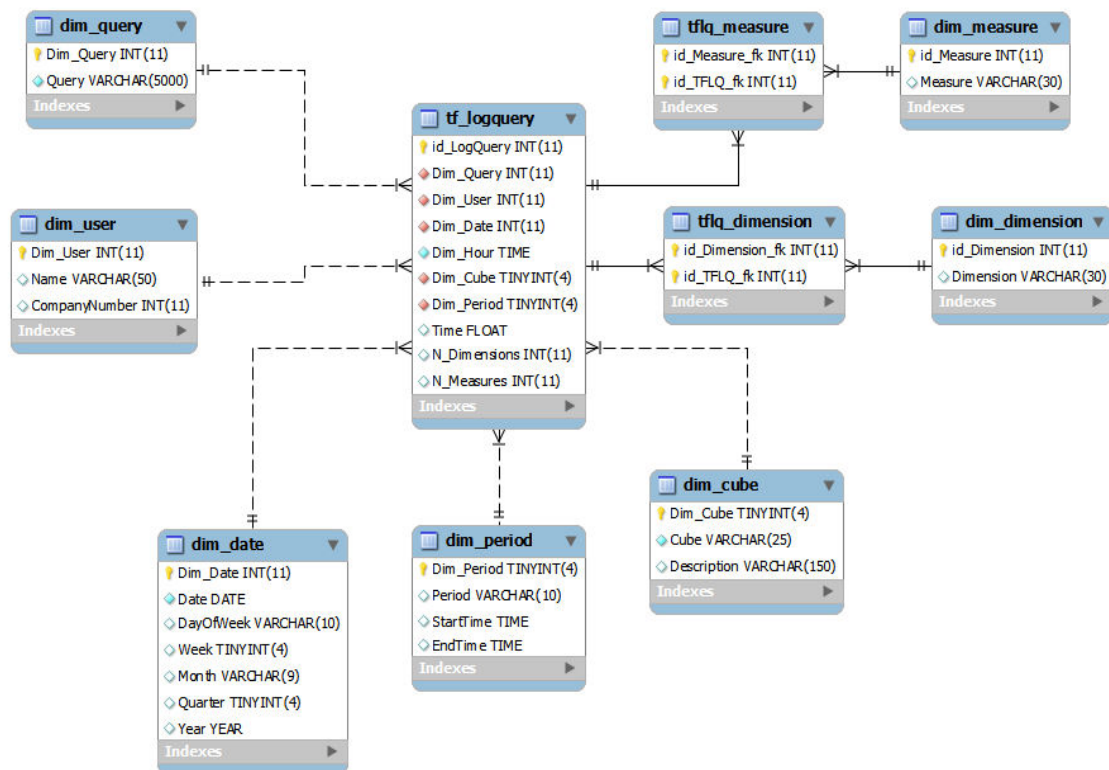 dim_query
Dim_Query INT(11)
Query VARCHAR(5000)
Indexes
tflq_measure
id_Measure_fk INT(11)
id_TFLQ_fk INT(11)
Indexes
dim_measure
id_Measure INT(11)
Measure VARCHAR(30)
Indexes
tf_logquery
id_LogQuery INT(11)
Dim_Query INT(11)
Dim_User INT(11)
Dim_Date INT(11)
Dim_Hour TIME
Dim_Cube TINYINT(4)
Dim_Period TINYINT(4)
Time FLOAT
N_Dimensions INT(11)
N_Measures INT(11)
Indexes
dim_user
Dim_User INT(11)
Name VARCHAR(50)
CompanyNumber INT(11)
Indexes
tflq_dimension
id_Dimension_fk INT(11)
id_TFLQ_fk INT(11)
Indexes
dim_dimension
id_Dimension INT(11)
Dimension VARCHAR(30)
Indexes
dim_cube
Dim_Cube TINYINT(4)
Cube VARCHAR(25)
Description VARCHAR(150)
Indexes
dim_date
Dim_Date INT(11)
Date DATE
DayOfWeek VARCHAR(10)
Week TINYINT(4)
Month VARCHAR(9)
Quarter TINYINT(4)
Year YEAR
Indexes
dim_period
Dim_Period TINYINT(4)
Period VARCHAR(10)
StartTime TIME
EndTime TIME
Indexes